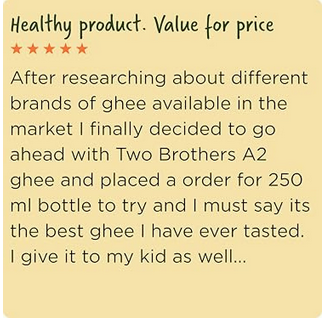 Healthy product. Value for price
After researching about different
brands of ghee available in the
market I finally decided to go
ahead with Two Brothers A2
ghee and placed a order for 250
ml bottle to try and I must say its
the best ghee I have ever tasted.
I give it to my kid as well...